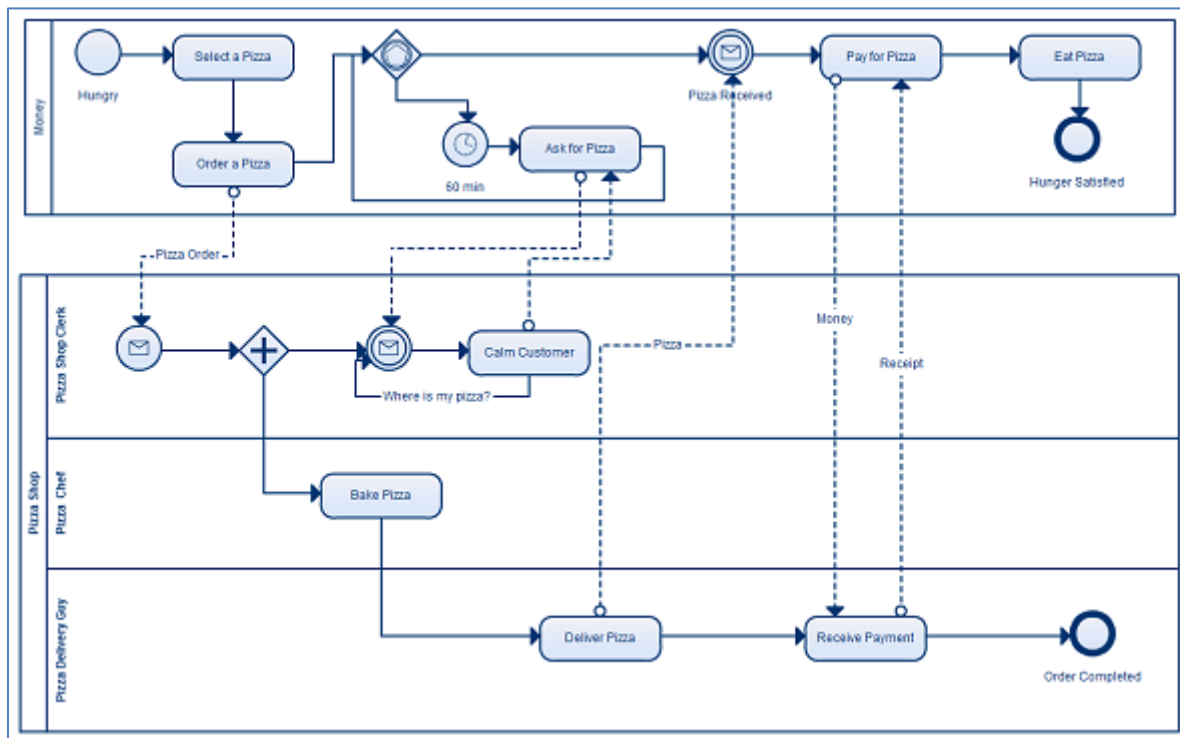 Money
Hungry
Select a Pizza
Order a Pizza
60 min
Ask for Pizza
Pizza Received
Pay for Pizza
Eat Pizza
Hunger Satisfied
Pizza Order
Pizza
Money
Receipt
Pizza Shop
Pizza Shop Clerk
Calm Customer
Where is my pizza?
Pizza Chef
Bake Pizza
Pizza Delivery Guy
Deliver Pizza
Receive Payment
Order Completed